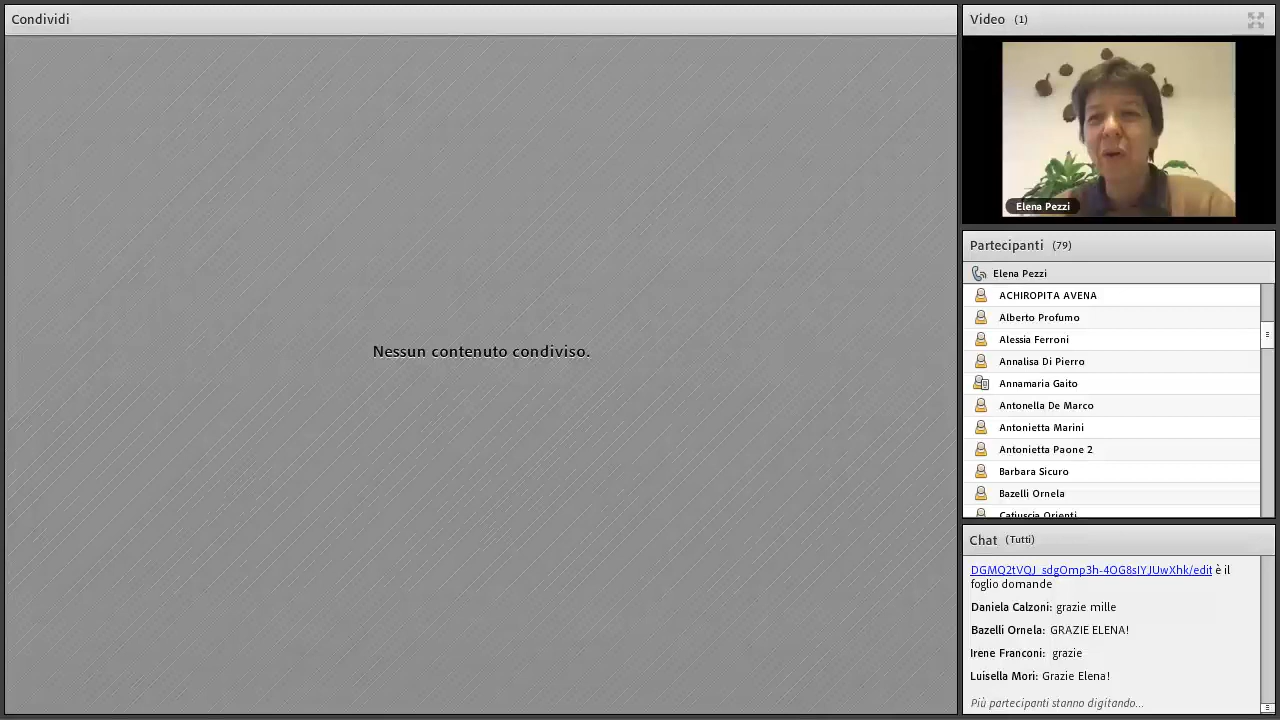 Condividi
Nessun contenuto condiviso.
Video (1)
Elena Pezzi
Partecipanti (79)
Elena Pezzi
ACHIROPITA AVENA
Alberto Profumo
Alessia Ferroni
Annalisa Di Pierro
Annamaria Gaito
Antonella De Marco
Antonietta Marini
Antonietta Paone 2
Barbara Sicuro
Bazelli Ornela
Catiuscia Orienti
Chat (Tutti)
DGMQ2tVQJ_sdgOmp3h-4OG8sIYJUwXhk/edit è il
foglio domande
Daniela Calzoni: grazie mille
Bazelli Ornela: GRAZIE ELENA!
Irene Franconi: grazie
Luisella Mori: Grazie Elena!
Più partecipanti stanno digitando...